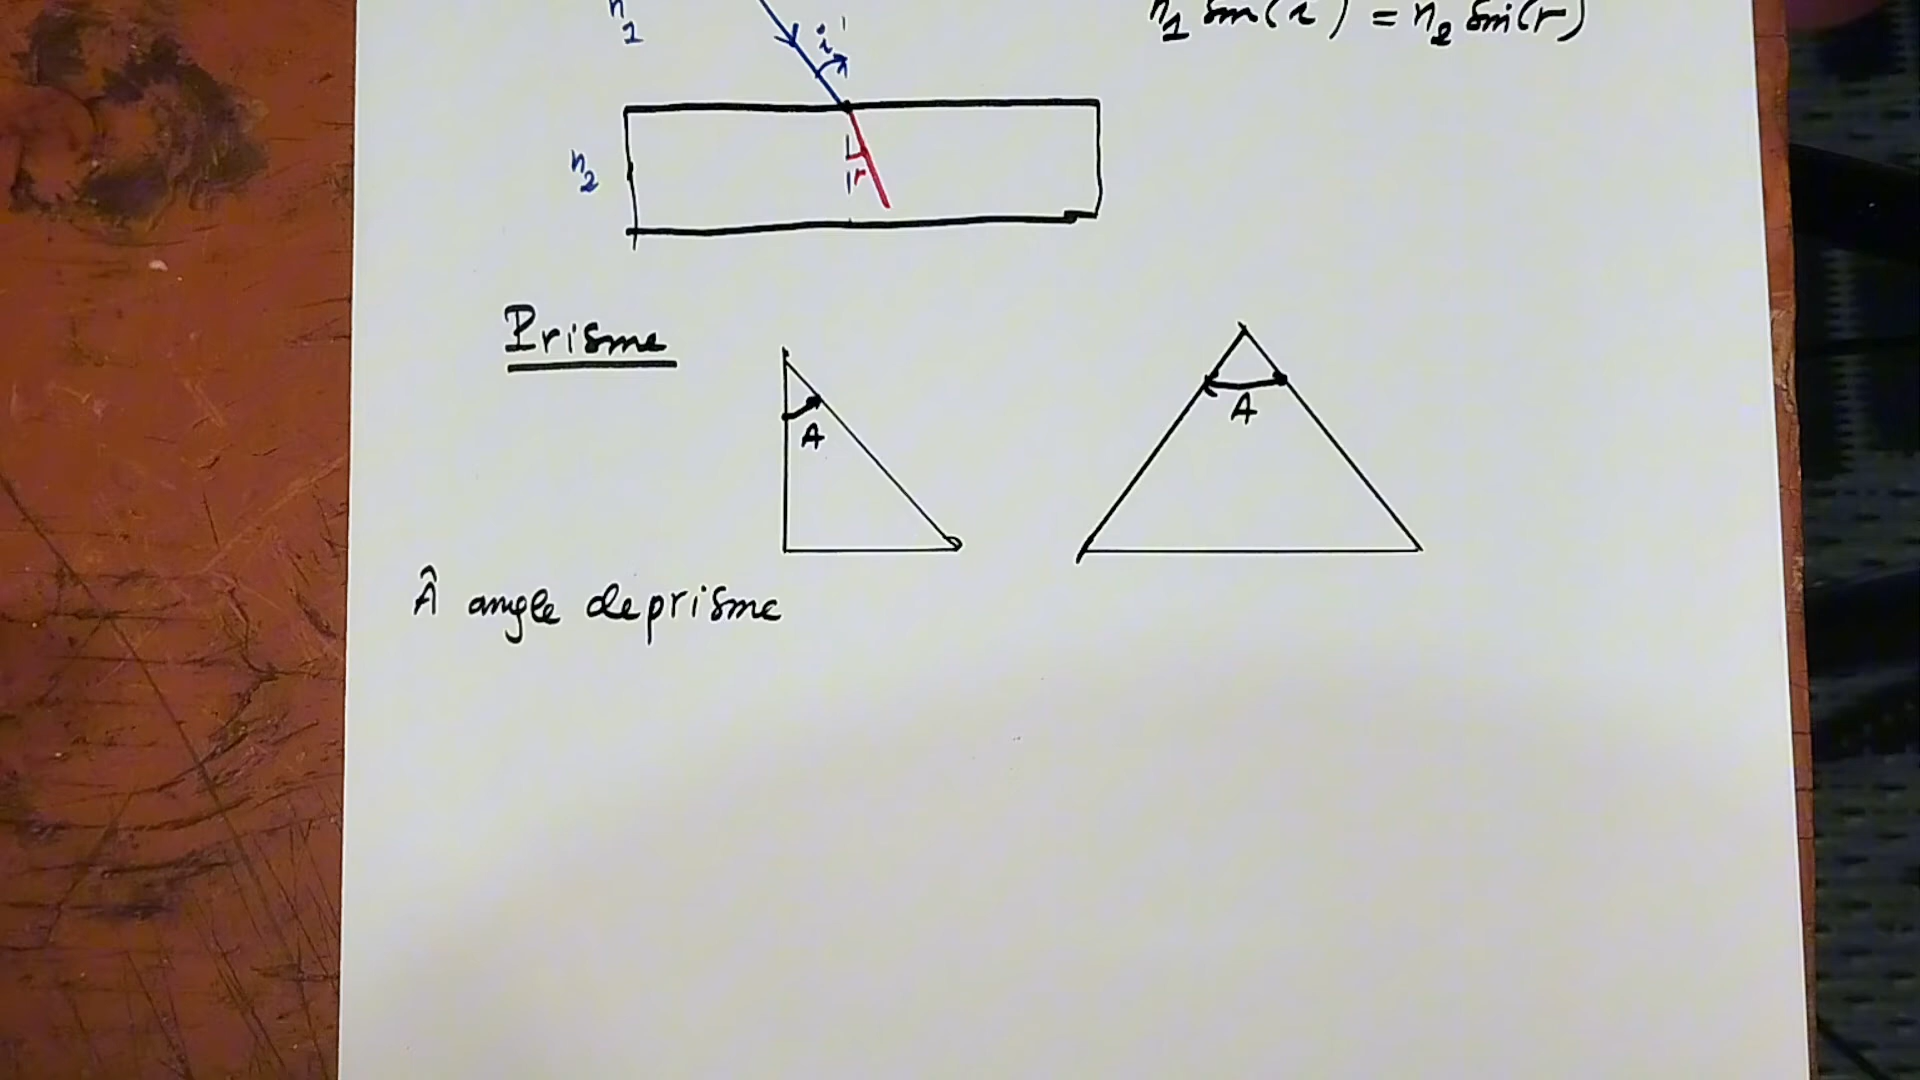 n₁
i
n₁ sin(i) = n₂ sin(r)
n₂
r
Prisme
A
A
Â angle de prisme